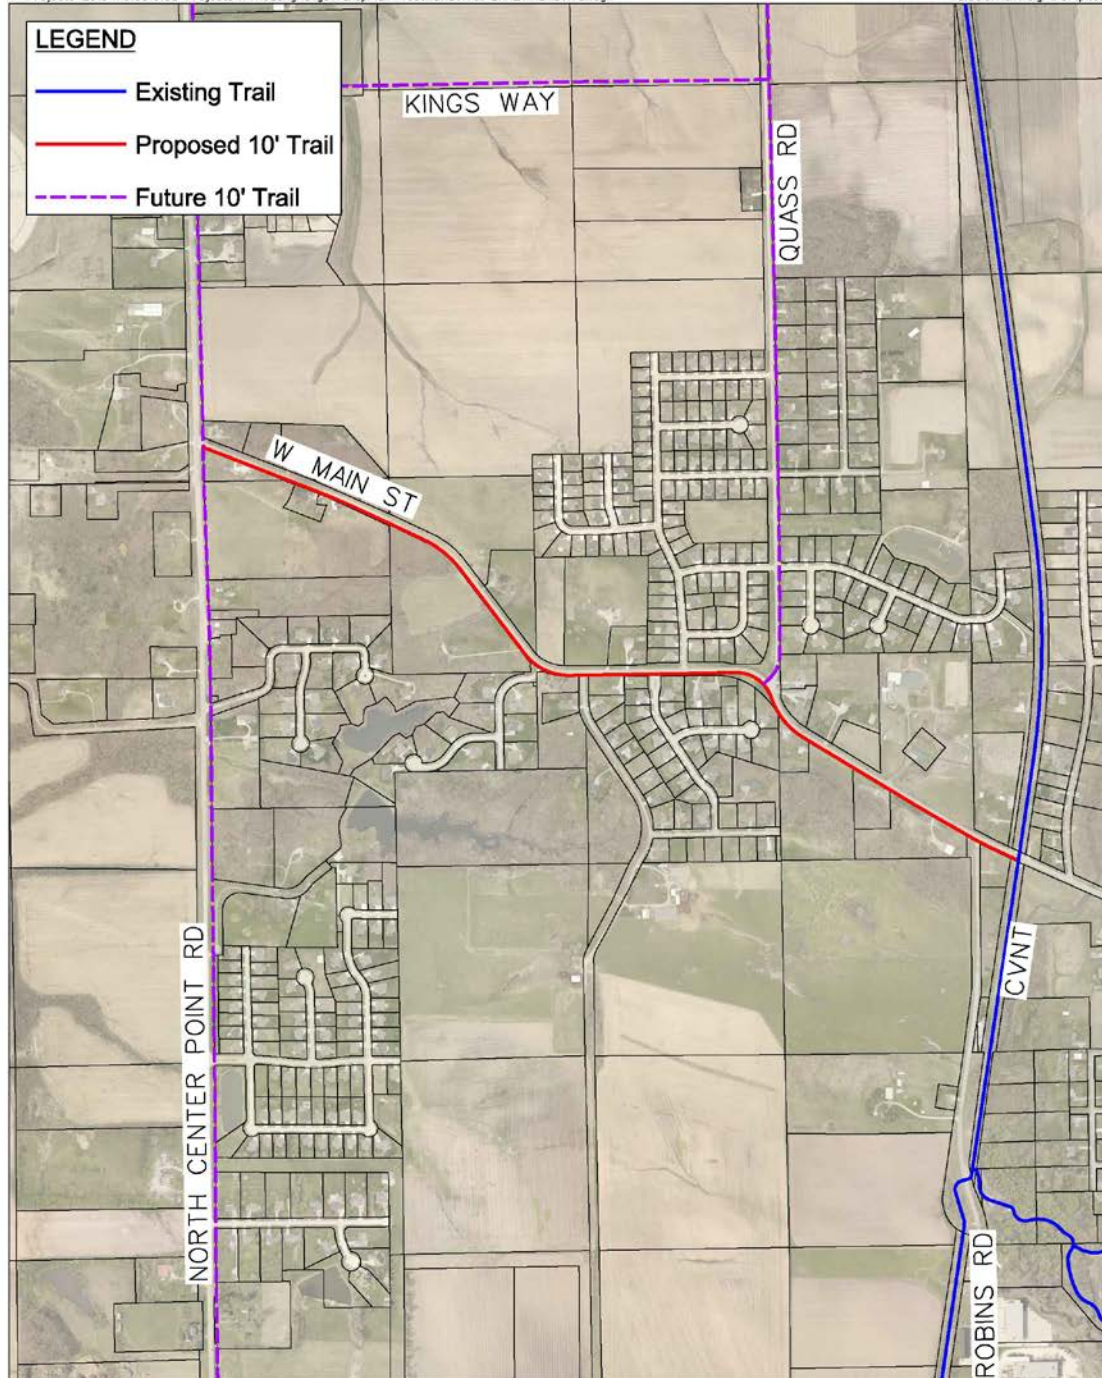 LEGEND
Existing Trail
Proposed 10' Trail
Future 10' Trail
KINGS WAY
QUASS RD
W MAIN ST
NORTH CENTER POINT RD
CVNT
ROBINS RD